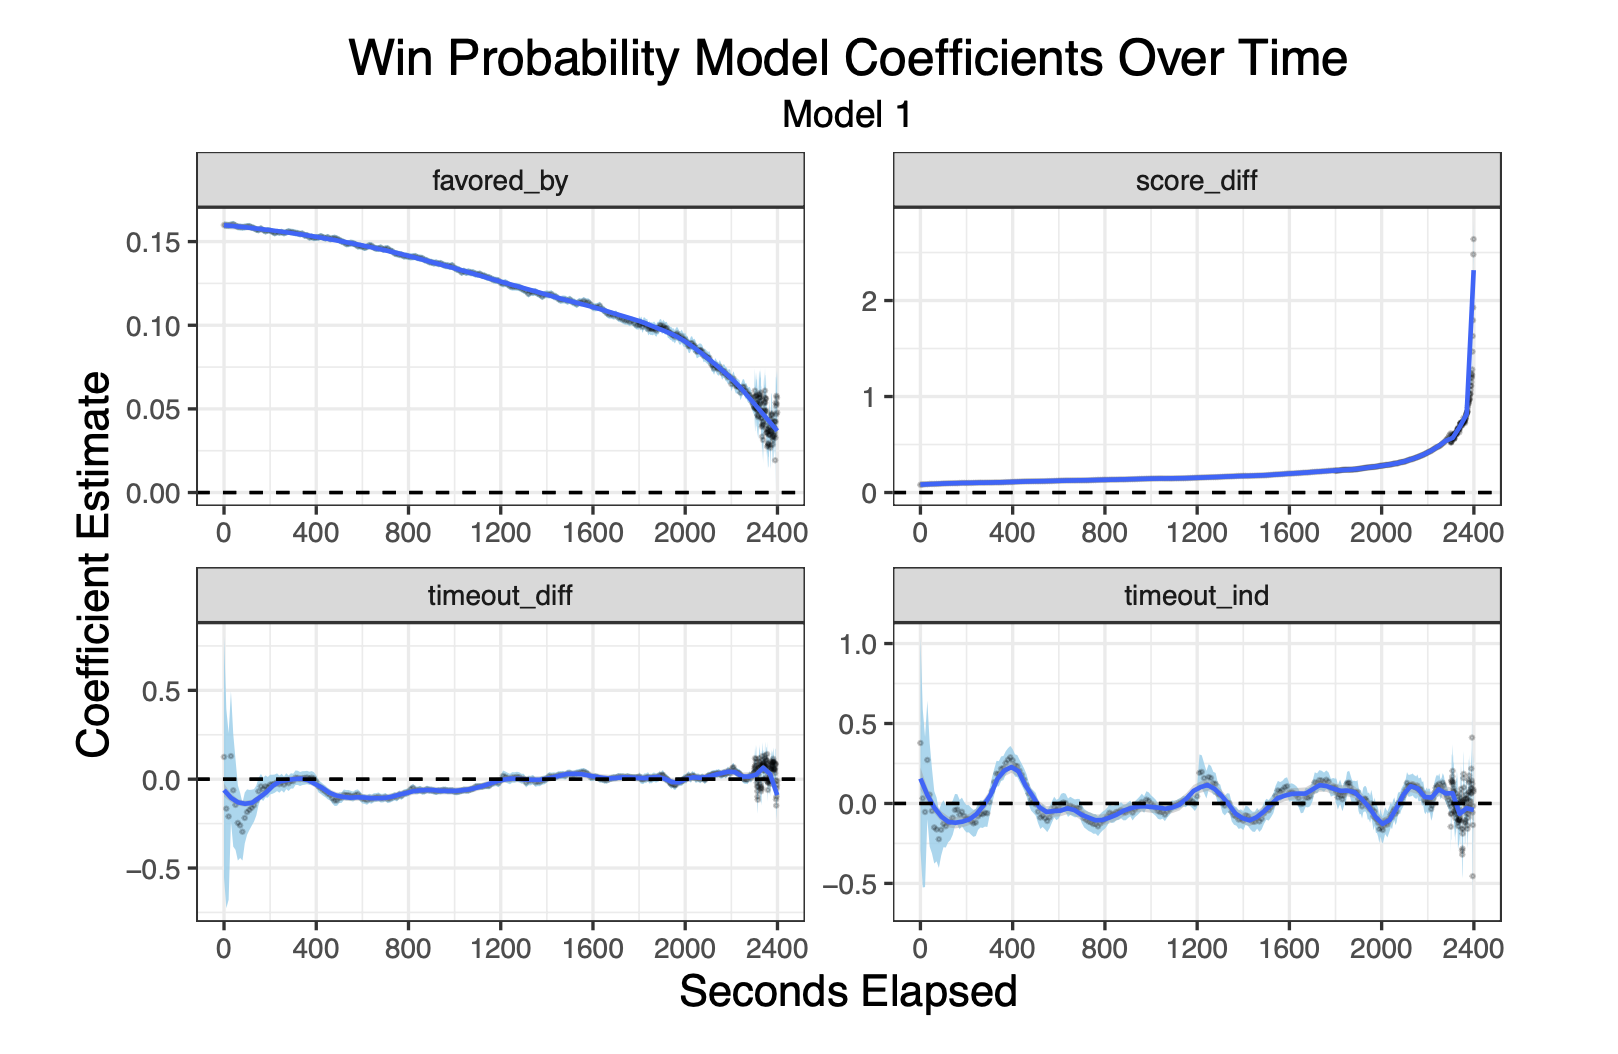 Win Probability Model Coefficients Over Time
Model 1
favored_by
score_diff
0.15
0.10
0.05
0.00
2
1
0
0 400 800 1200 1600 2000 2400
0 400 800 1200 1600 2000 2400
Coefficient Estimate
timeout_diff
timeout_ind
0.5
0.0
−0.5
1.0
0.5
0.0
−0.5
0 400 800 1200 1600 2000 2400
0 400 800 1200 1600 2000 2400
Seconds Elapsed